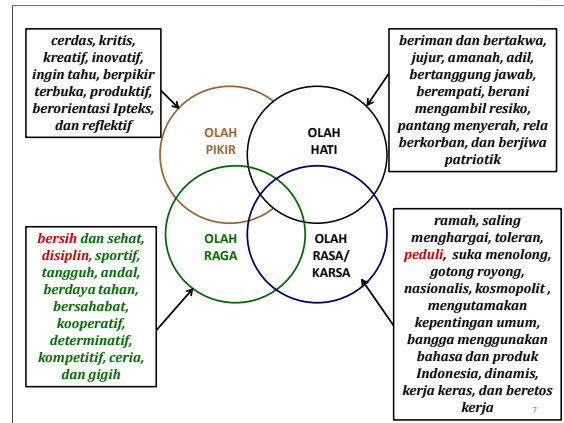 cerdas, kritis,
kreatif, inovatif,
ingin tahu, berpikir
terbuka, produktif,
berorientasi Ipteks,
dan reflektif
beriman dan bertakwa,
jujur, amanah, adil,
bertanggung jawab,
berempati, berani
mengambil resiko,
pantang menyerah, rela
berkorban, dan berjiwa
patriotik
OLAH
PIKIR
OLAH
HATI
OLAH
RAGA
OLAH
RASA/
KARSA
bersih dan sehat,
disiplin, sportif,
tangguh, andal,
berdaya tahan,
bersahabat,
kooperatif,
determinatif,
kompetitif, ceria,
dan gigih
ramah, saling
menghargai, toleran,
peduli, suka menolong,
gotong royong,
nasionalis, kosmopolit ,
mengutamakan
kepentingan umum,
bangga menggunakan
bahasa dan produk
Indonesia, dinamis,
kerja keras, dan beretos
kerja
7